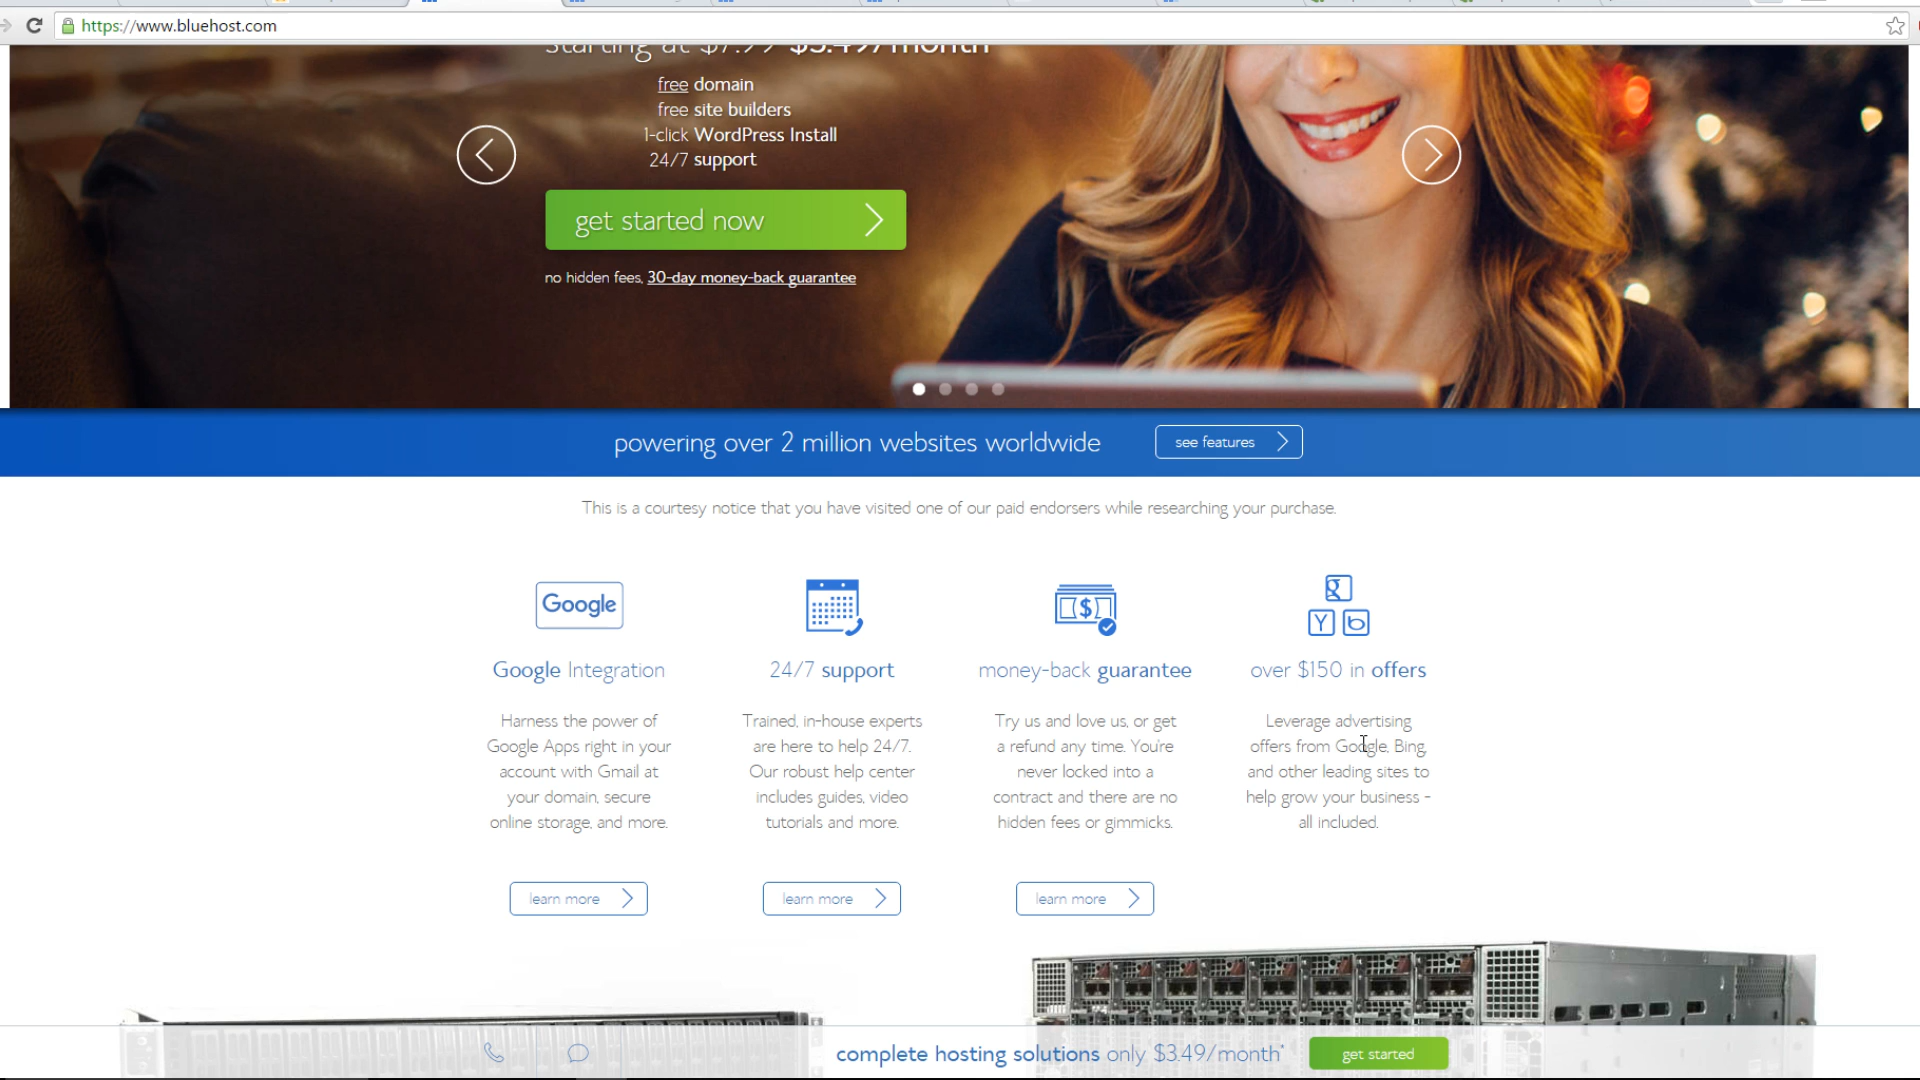 https://www.bluehost.com
starting at $7.99 $3.49/month
free domain
free site builders
1-click WordPress Install
24/7 support
get started now
no hidden fees, 30-day money-back guarantee
powering over 2 million websites worldwide
see features
This is a courtesy notice that you have visited one of our paid endorsers while researching your purchase.
Google
$
g
Y b
Google Integration
24/7 support
money-back guarantee
over $150 in offers
Harness the power of
Google Apps right in your
account with Gmail at
your domain, secure
online storage, and more.
Trained, in-house experts
are here to help 24/7.
Our robust help center
includes guides, video
tutorials and more.
Try us and love us, or get
a refund any time. You're
never locked into a
contract and there are no
hidden fees or gimmicks.
Leverage advertising
offers from Google, Bing,
and other leading sites to
help grow your business -
all included.
learn more
learn more
learn more
complete hosting solutions only $3.49/month*
get started